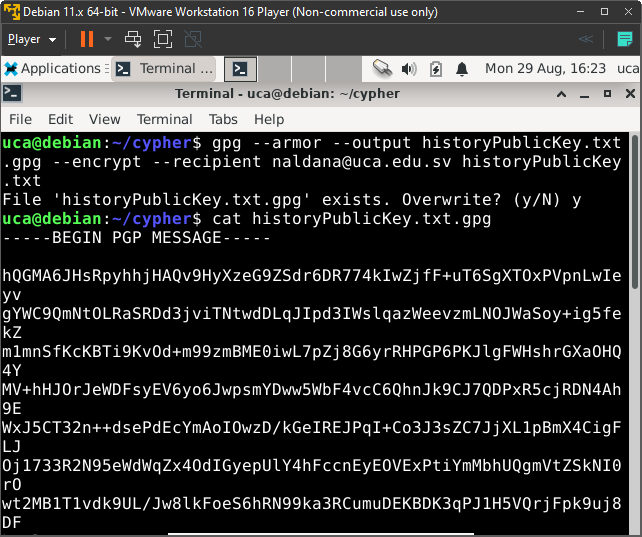 Debian 11.x 64-bit - VMware Workstation 16 Player (Non-commercial use only)
Player
Applications
Terminal ...
Mon 29 Aug, 16:23
uca
Terminal - uca@debian: ~/cypher
File Edit View Terminal Tabs Help
uca@debian:~/cypher$ gpg --armor --output historyPublicKey.txt
.gpg --encrypt --recipient naldana@uca.edu.sv historyPublicKey
.txt
File 'historyPublicKey.txt.gpg' exists. Overwrite? (y/N) y
uca@debian:~/cypher$ cat historyPublicKey.txt.gpg
-----BEGIN PGP MESSAGE-----
hQGMA6JHsRpyhhjHAQv9HyXzeG9ZSdr6DR774kIwZjfF+uT6SgXTOxPVpnLwIe
yv
gYWC9QmNtOLRaSRDd3jviTNtwdDLqJIpd3IWslqazWeevzmLNOJWaSoy+ig5fe
kZ
m1mnSfKcKBTi9KvOd+m99zmBME0iwL7pZj8G6yrRHPGP6PKJlgFWHshrGXaOHQ
4Y
MV+hHJOrJeWDFsyEV6yo6JwpsmYDww5WbF4vcC6QhnJk9CJ7QDPxR5cjRDN4Ah
9E
WxJ5CT32n++dsePdEcYmAoIOwzD/kGeIREJPqI+Co3J3sZC7JjXL1pBmX4CigF
LJ
Oj1733R2N95eWdWqZx4OdIGyepUlY4hFccnEyEOVExPtiYmMbhUQgmVtZSkNI0
rO
wt2MB1T1vdk9UL/Jw8lkFoeS6hRN99ka3RCumuDEKBDK3qPJ1H5VQrjFpk9uj8
DF